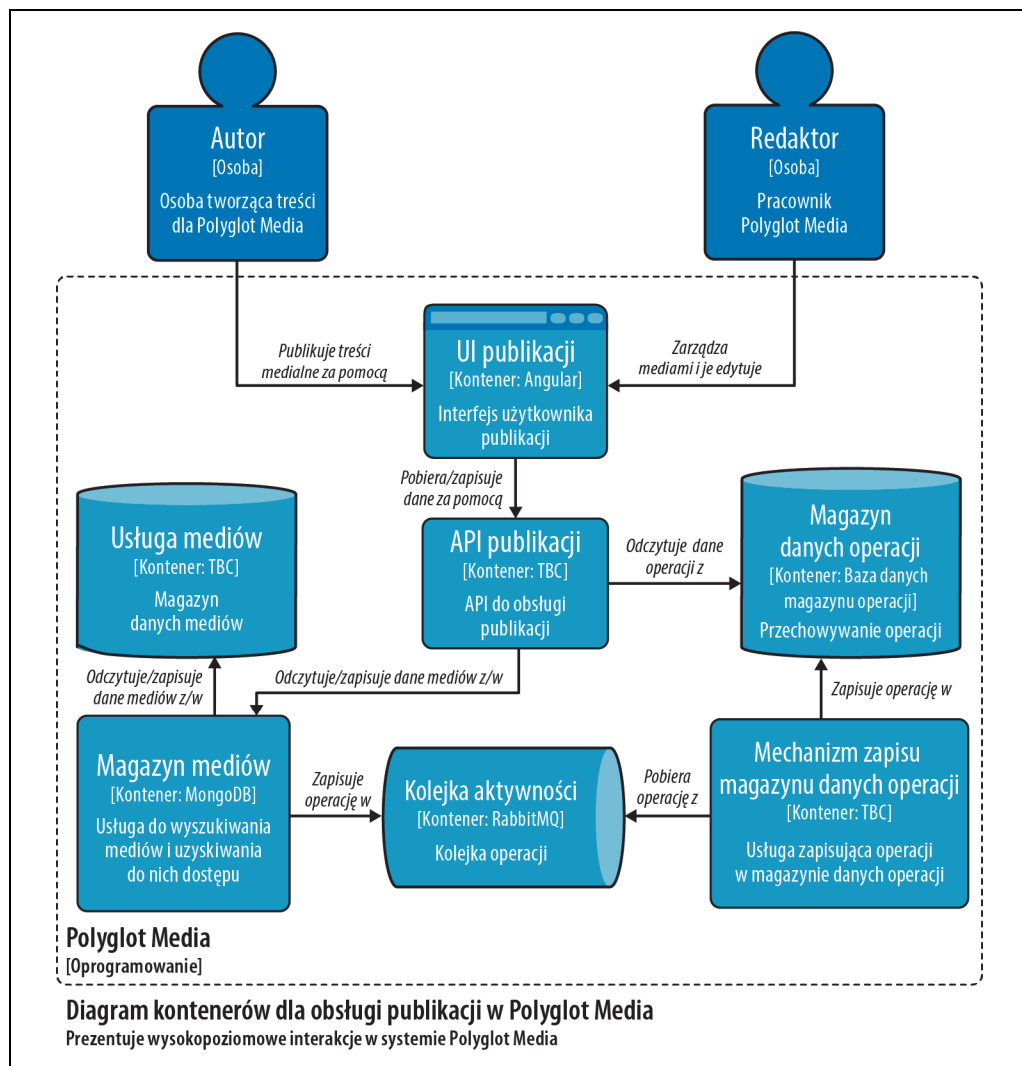 Autor
[Osoba]
Osoba tworząca treści
dla Polyglot Media
Redaktor
[Osoba]
Pracownik
Polyglot Media
Publikuje treści
medialne za pomocą
UI publikacji
[Kontener: Angular]
Interfejs użytkownika
publikacji
Zarządza
mediami i je edytuje
Pobiera/zapisuje
dane za pomocą
Usługa mediów
[Kontener: TBC]
Magazyn
danych mediów
API publikacji
[Kontener: TBC]
API do obsługi
publikacji
Odczytuje dane
operacji z
Magazyn
danych operacji
[Kontener: Baza danych
magazynu operacji]
Przechowywanie operacji
Odczytuje/zapisuje
dane mediów z/w
Odczytuje/zapisuje dane mediów z/w
Zapisuje operację w
Magazyn mediów
[Kontener: MongoDB]
Usługa do wyszukiwania
mediów i uzyskiwania
do nich dostępu
Zapisuje
operację w
Kolejka aktywności
[Kontener: RabbitMQ]
Kolejka operacji
Pobiera
operację z
Mechanizm zapisu
magazynu danych operacji
[Kontener: TBC]
Usługa zapisująca operacji
w magazynie danych operacji
Polyglot Media
[Oprogramowanie]
Diagram kontenerów dla obsługi publikacji w Polyglot Media
Prezentuje wysokopoziomowe interakcje w systemie Polyglot Media